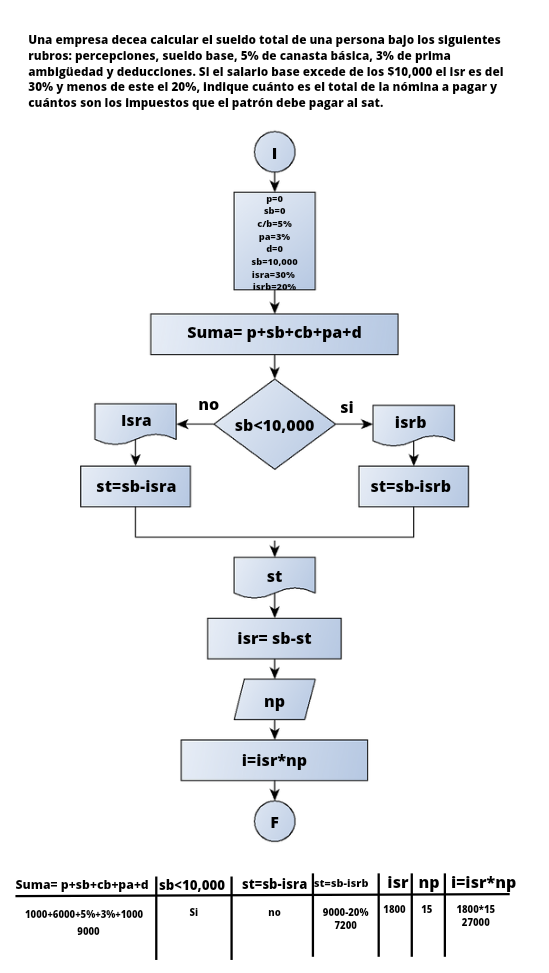 Una empresa decea calcular el sueldo total de una persona bajo los siguientes
rubros: percepciones, sueldo base, 5% de canasta básica, 3% de prima
ambigüedad y deducciones. Si el salario base excede de los $10,000 el isr es del
30% y menos de este el 20%, indique cuánto es el total de la nómina a pagar y
cuántos son los impuestos que el patrón debe pagar al sat.
I
p=0
sb=0
c/b=5%
pa=3%
d=0
sb=10,000
isra=30%
isrb=20%
Suma= p+sb+cb+pa+d
no
si
Isra
sb<10,000
isrb
st=sb-isra
st=sb-isrb
st
isr= sb-st
np
i=isr*np
F
Suma= p+sb+cb+pa+d sb<10,000 st=sb-isra st=sb-isrb isr np i=isr*np
1000+6000+5%+3%+1000 Si no 9000-20% 1800 15 1800*15
9000 7200 27000